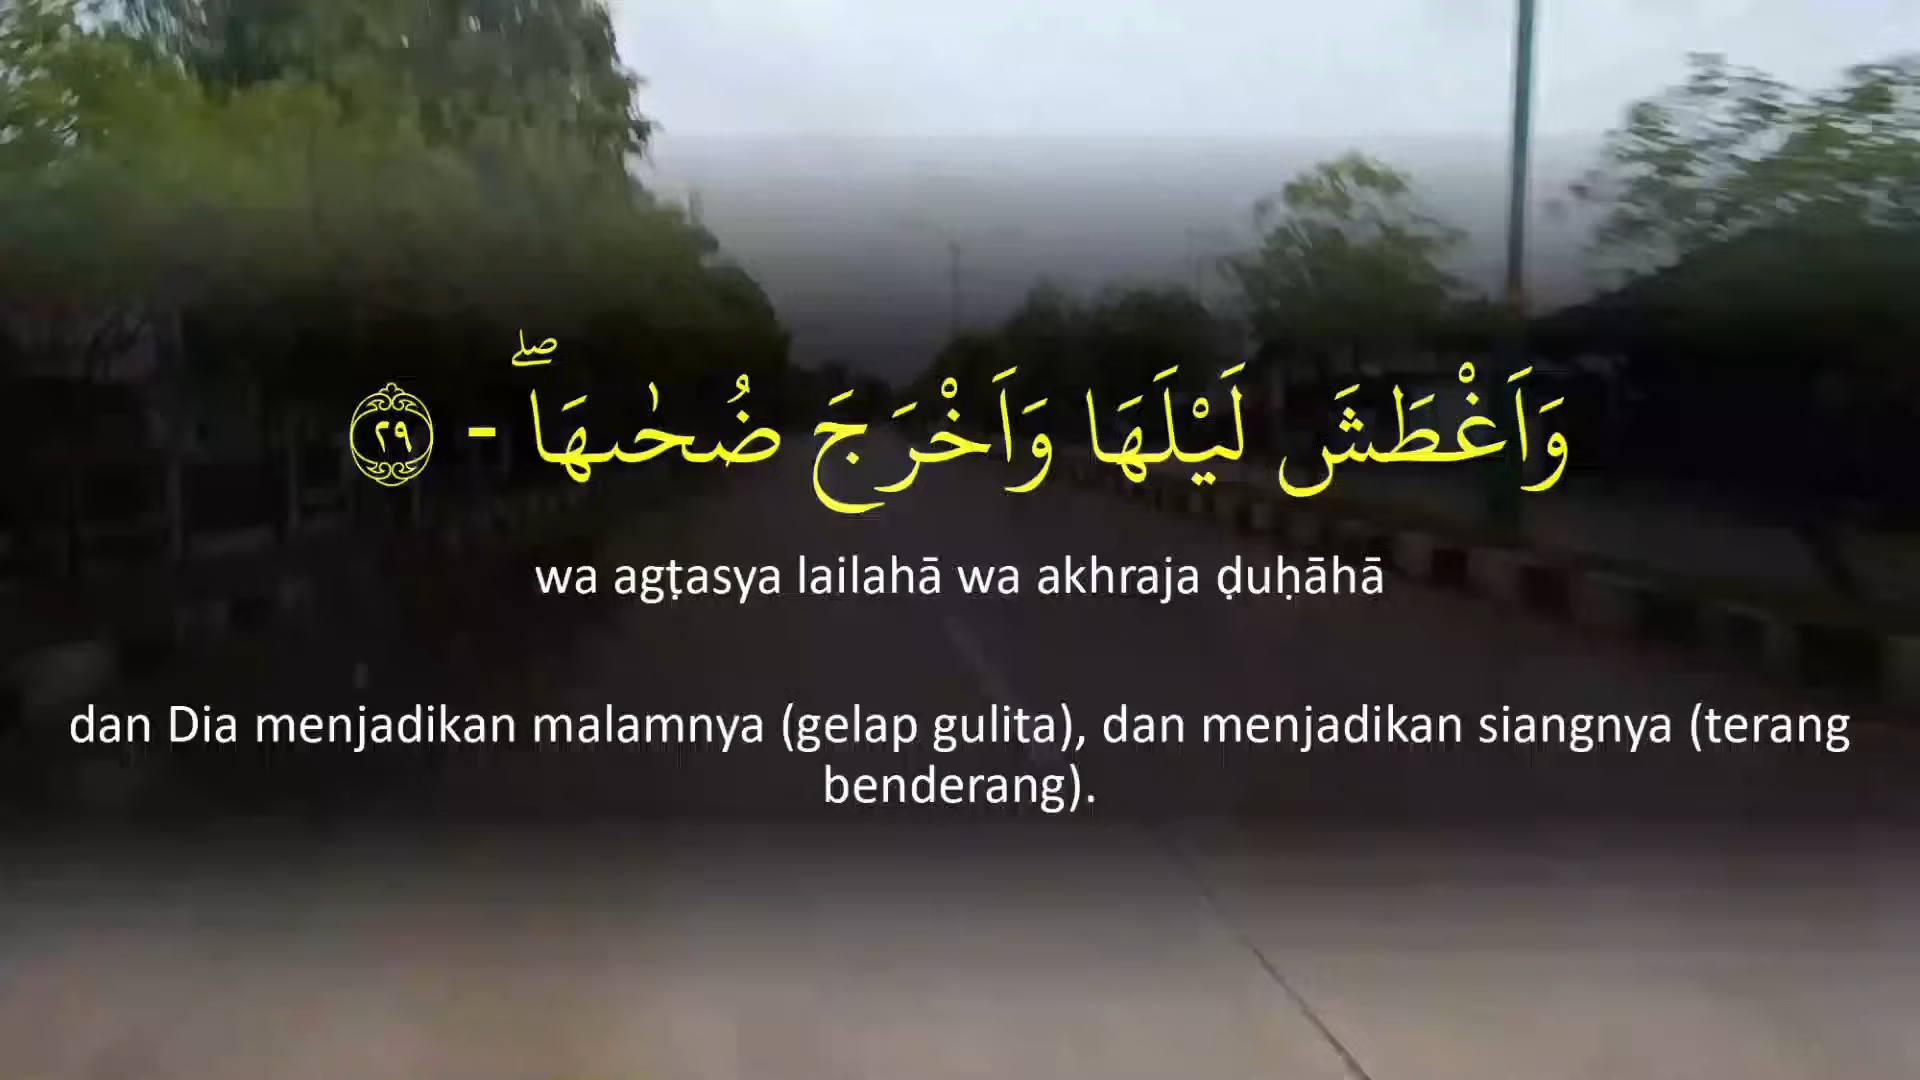 وَاَغْطَشَ لَيْلَهَا وَاَخْرَجَ ضُحٰىهَاۖ - ٢٩
wa agṭasya lailahā wa akhraja ḍuḥāhā
dan Dia menjadikan malamnya (gelap gulita), dan menjadikan siangnya (terang
benderang).